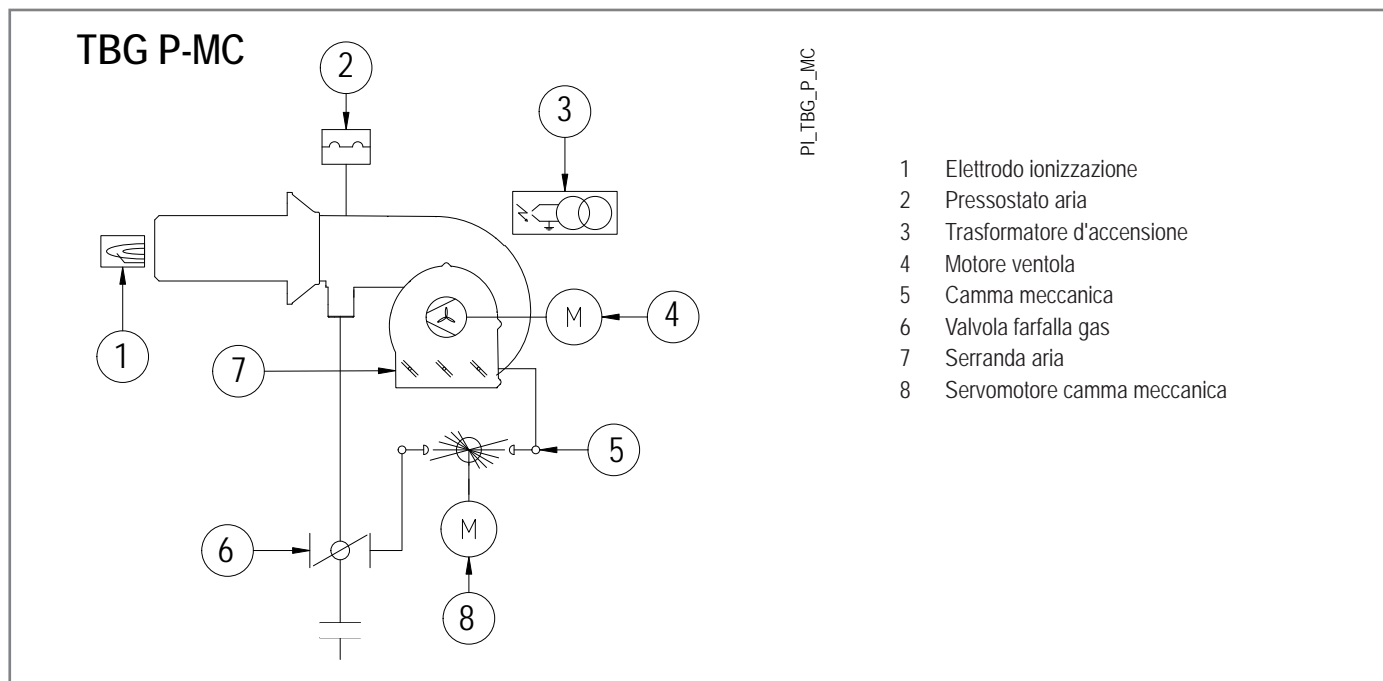 TBG P-MC
2
3
1
M
4
7
5
6
M
8
PI_TBG_P_MC
1 Elettrodo ionizzazione
2 Pressostato aria
3 Trasformatore d'accensione
4 Motore ventola
5 Camma meccanica
6 Valvola farfalla gas
7 Serranda aria
8 Servomotore camma meccanica